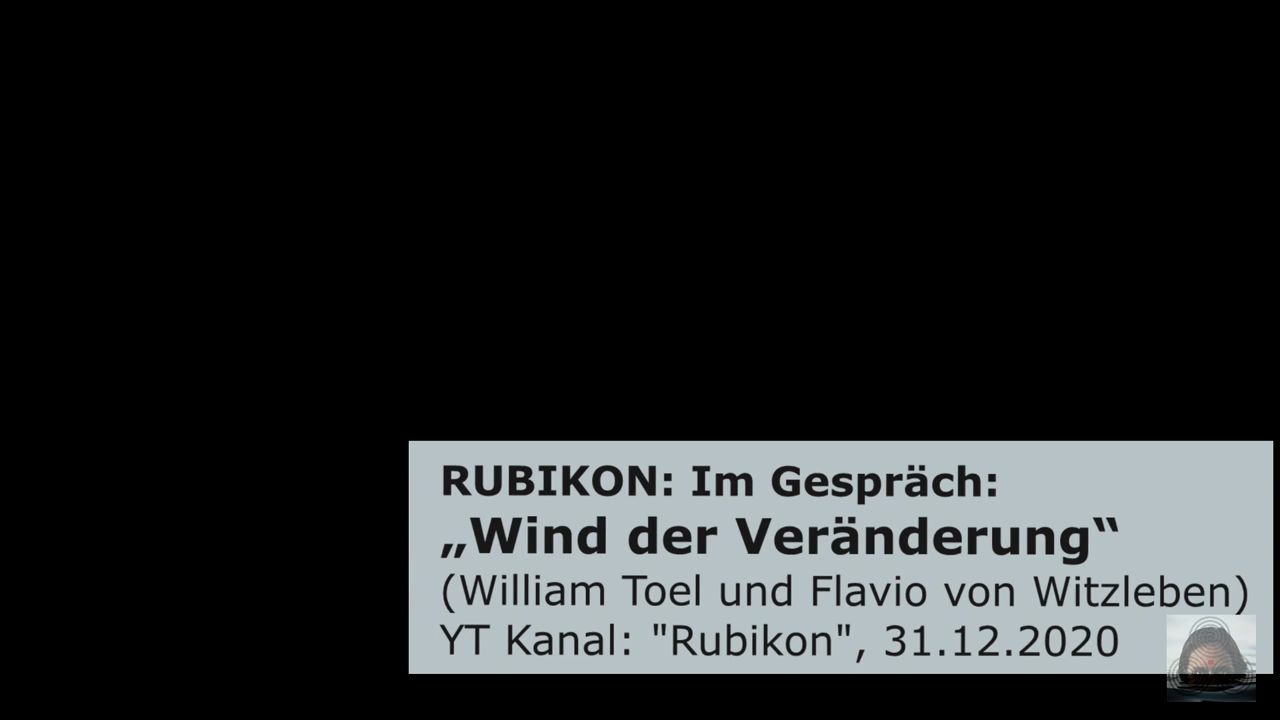 RUBIKON: Im Gespräch:
„Wind der Veränderung“
(William Toel und Flavio von Witzleben)
YT Kanal: "Rubikon", 31.12.2020